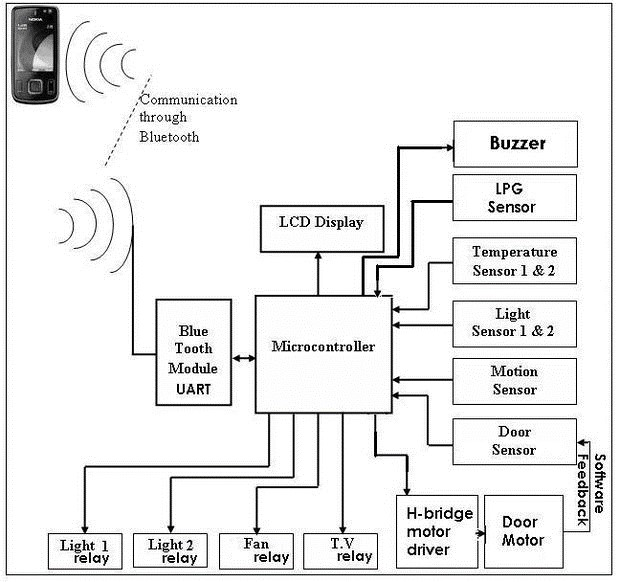 NOKIA
Communication
through
Bluetooth
Buzzer
LPG
Sensor
LCD Display
Temperature
Sensor 1 & 2
Light
Sensor 1 & 2
Blue
Tooth
Module
UART
Microcontroller
Motion
Sensor
Door
Sensor
Software
Feedback
H-bridge
motor
driver
Door
Motor
Light 1
relay
Light 2
relay
Fan
relay
T.V
relay